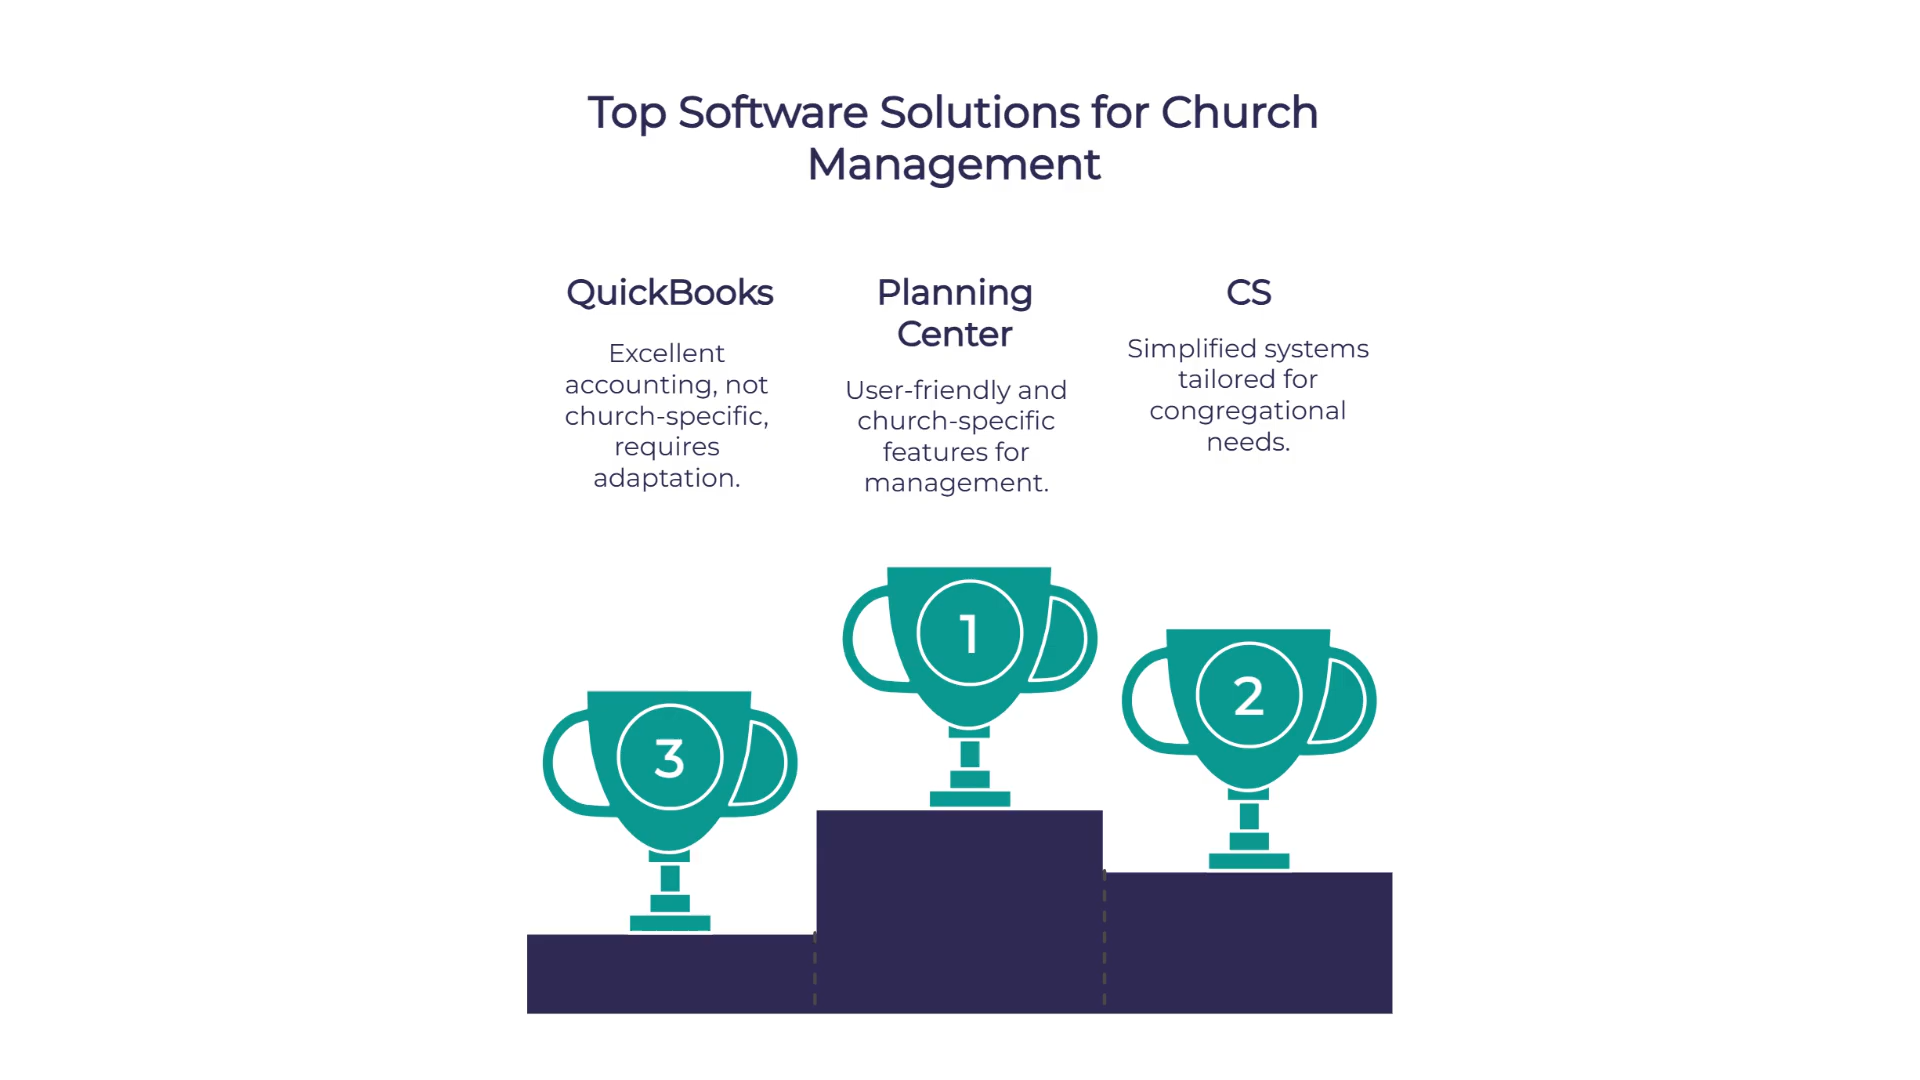 Top Software Solutions for Church
Management
QuickBooks
Excellent
accounting, not
church-specific,
requires
adaptation.
Planning
Center
User-friendly and
church-specific
features for
management.
CS
Simplified systems
tailored for
congregational
needs.
3
1
2